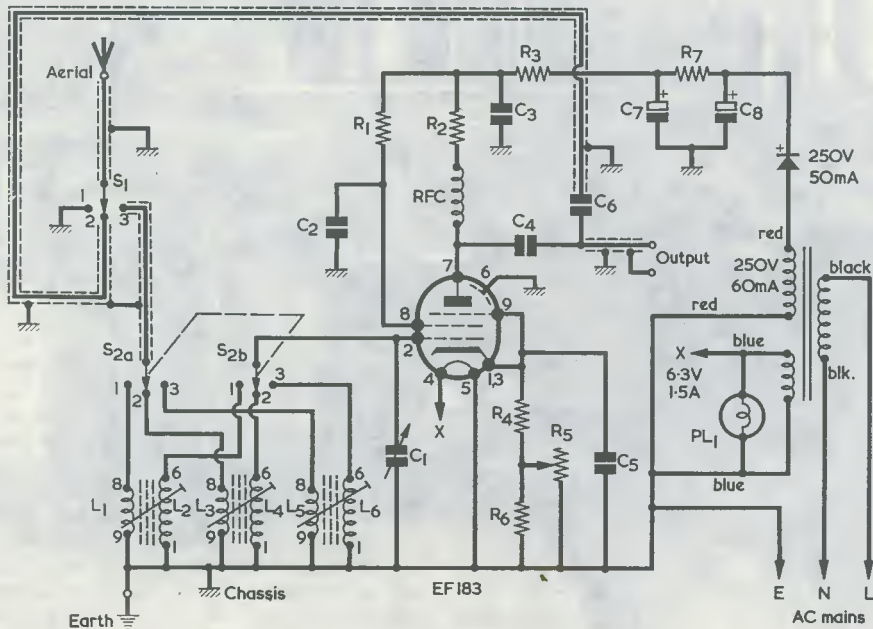 Aerial
S1
1
2
3
S2a
S2b
1
2
3
1
2
3
R1
R2
R3
R7
C2
C3
C7
C8
+
+
+
RFC
C4
C6
250V
50mA
Output
red
250V
60mA
black
red
blue
X
6·3V
1·5A
blk.
PL1
blue
7
6
8
9
2
4
5
1,3
X
C1
R4
R5
R6
C5
L1
L2
L3
L4
L5
L6
8
6
8
6
8
6
9
1
9
1
9
1
Chassis
Earth
EF183
E
N
L
AC mains